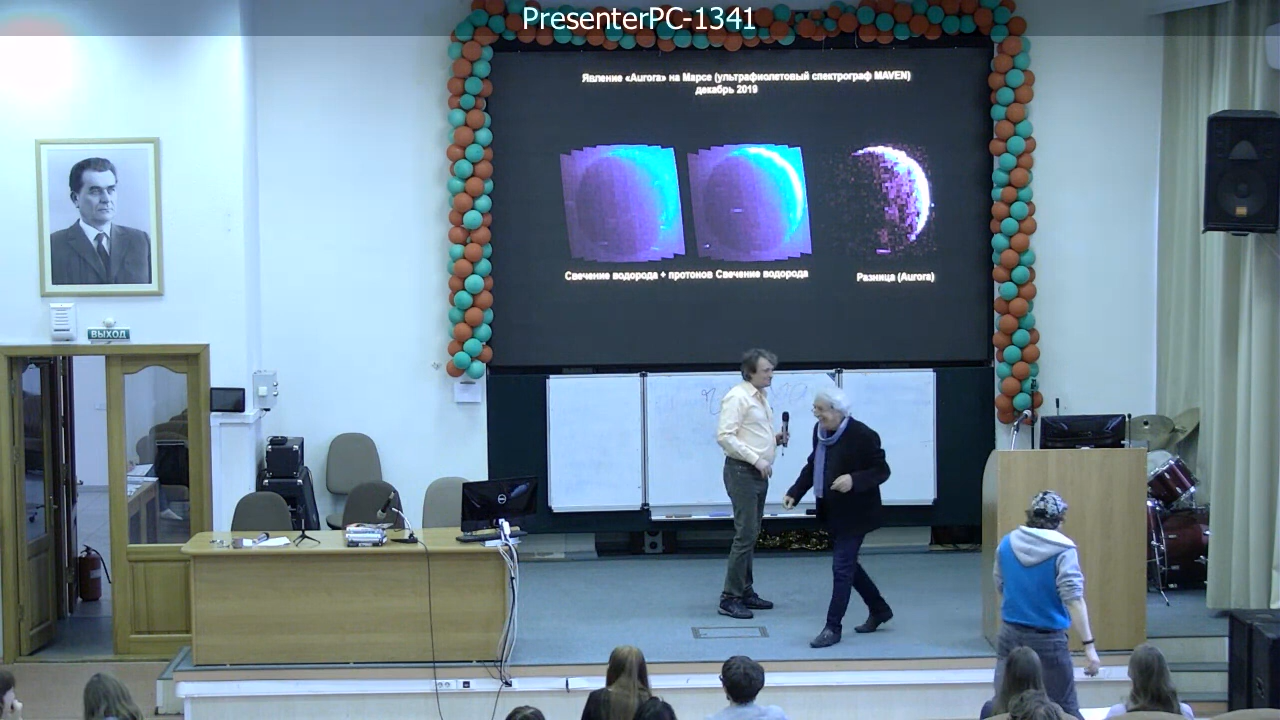 PresenterPC-1341
Явление «Aurora» на Марсе (ультрафиолетовый спектрограф MAVEN)
декабрь 2019
Свечение водорода + протонов Свечение водорода
Разница (Aurora)
ВЫХОД
DELL